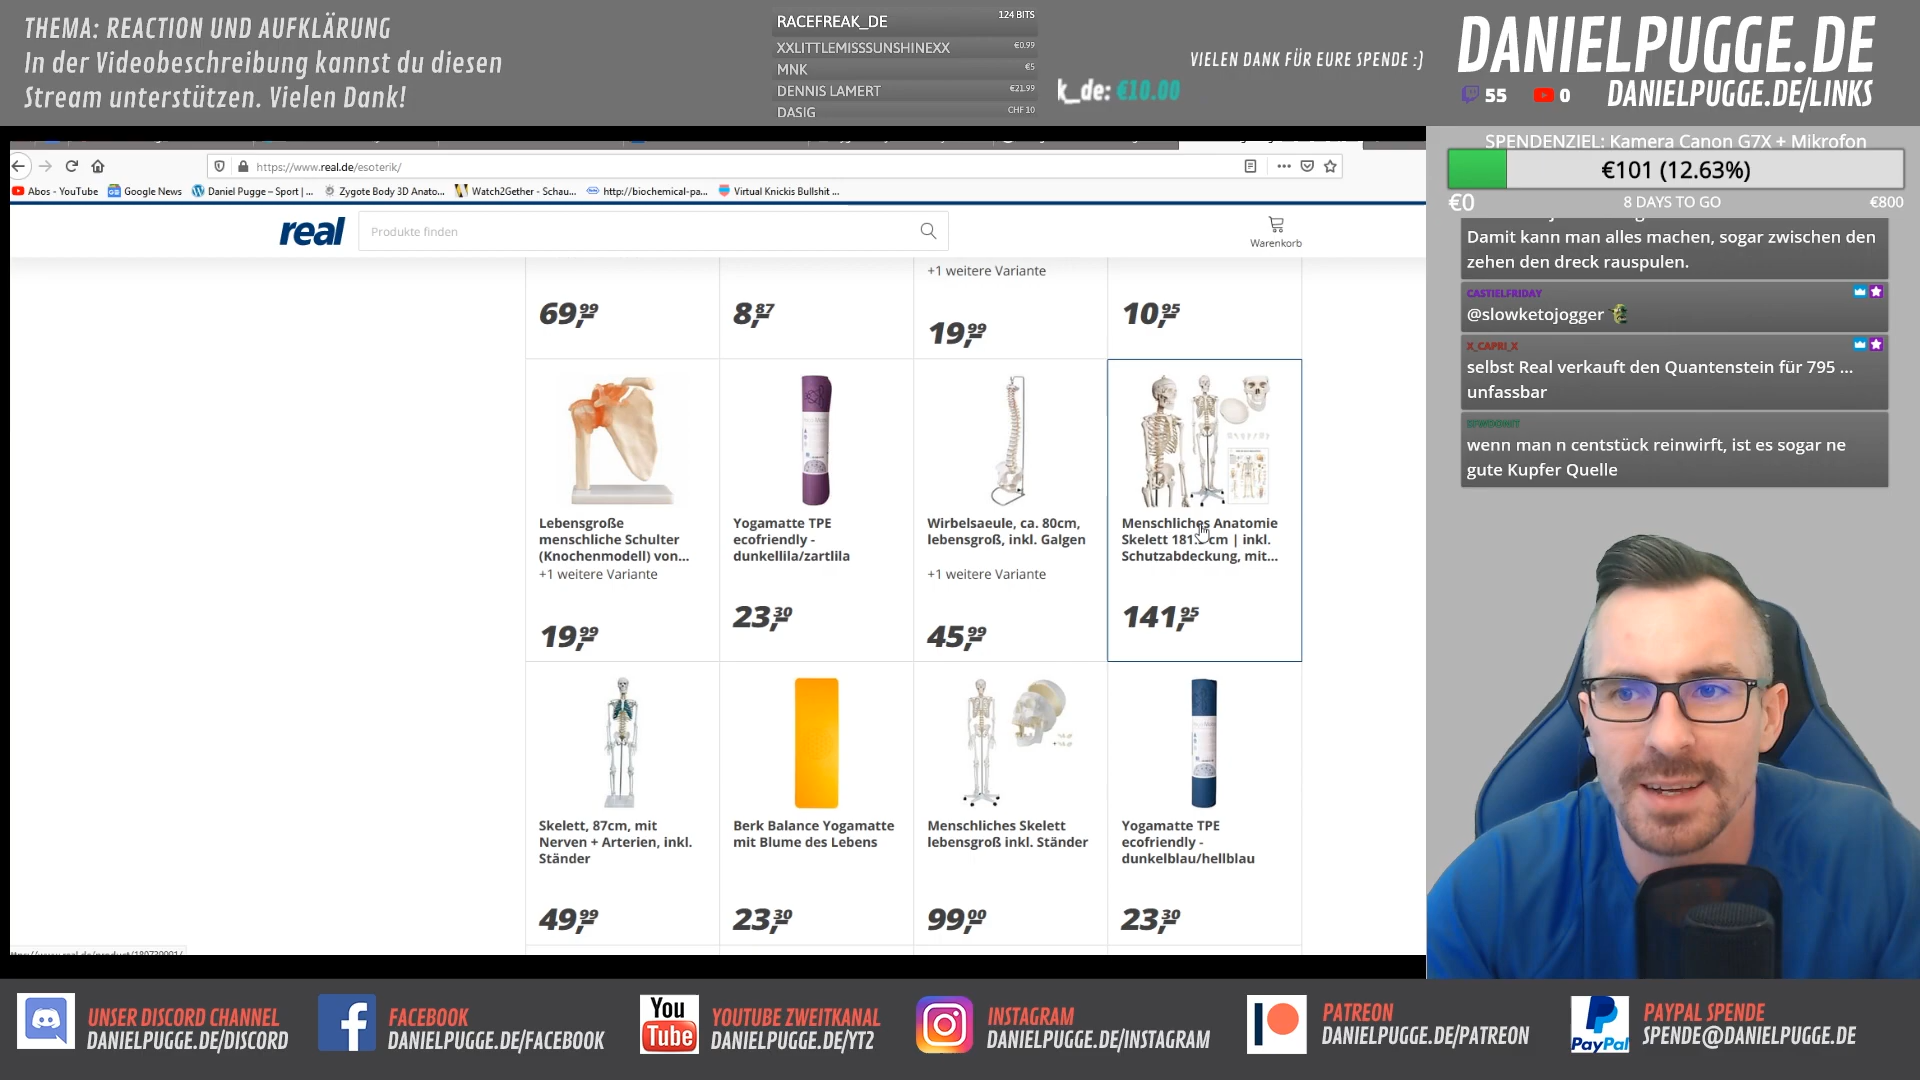 THEMA: REACTION UND AUFKLÄRUNG
In der Videobeschreibung kannst du diesen
Stream unterstützen. Vielen Dank!
RACEFREAK_DE 124 BITS
XXLITTLEMISSSUNSHINEXX €0.99
MNK €5
DENNIS LAMERT €21.99
DASIG CHF 10
k_de: €10.00
VIELEN DANK FÜR EURE SPENDE :)
DANIELPUGGE.DE
55 0 DANIELPUGGE.DE/LINKS
SPENDENZIEL: Kamera Canon G7X + Mikrofon
€101 (12.63%)
€0 8 DAYS TO GO €800
https://www.real.de/esoterik/
Abos - YouTube Google News Daniel Pugge – Sport | ... Zygote Body 3D Anato... Watch2Gether - Schau... http://biochemical-pa... Virtual Knickis Bullshit ...
real Produkte finden Warenkorb
+1 weitere Variante
69,99 8,87 19,99 10,95
Lebensgroße
menschliche Schulter
(Knochenmodell) von...
+1 weitere Variante
19,99
Yogamatte TPE
ecofriendly -
dunkellila/zartlila
23,30
Wirbelsaeule, ca. 80cm,
lebensgroß, inkl. Galgen
+1 weitere Variante
45,99
Menschliches Anatomie
Skelett cm | inkl.
Schutzabdeckung, mit...
141,95
Skelett, 87cm, mit
Nerven + Arterien, inkl.
Ständer
49,99
Berk Balance Yogamatte
mit Blume des Lebens
23,30
Menschliches Skelett
lebensgroß inkl. Ständer
99,00
Yogamatte TPE
ecofriendly -
dunkelblau/hellblau
23,30
Damit kann man alles machen, sogar zwischen den
zehen den dreck rauspulen.
CASTIELFRIDAY
@slowketojogger
X_CAPRI_X
selbst Real verkauft den Quantenstein für 795 ...
unfassbar
wenn man n centstück reinwirft, ist es sogar ne
gute Kupfer Quelle
UNSER DISCORD CHANNEL
DANIELPUGGE.DE/DISCORD
FACEBOOK
DANIELPUGGE.DE/FACEBOOK
You
Tube
YOUTUBE ZWEITKANAL
DANIELPUGGE.DE/YT2
INSTAGRAM
DANIELPUGGE.DE/INSTAGRAM
PATREON
DANIELPUGGE.DE/PATREON
PayPal
PAYPAL SPENDE
SPENDE@DANIELPUGGE.DE